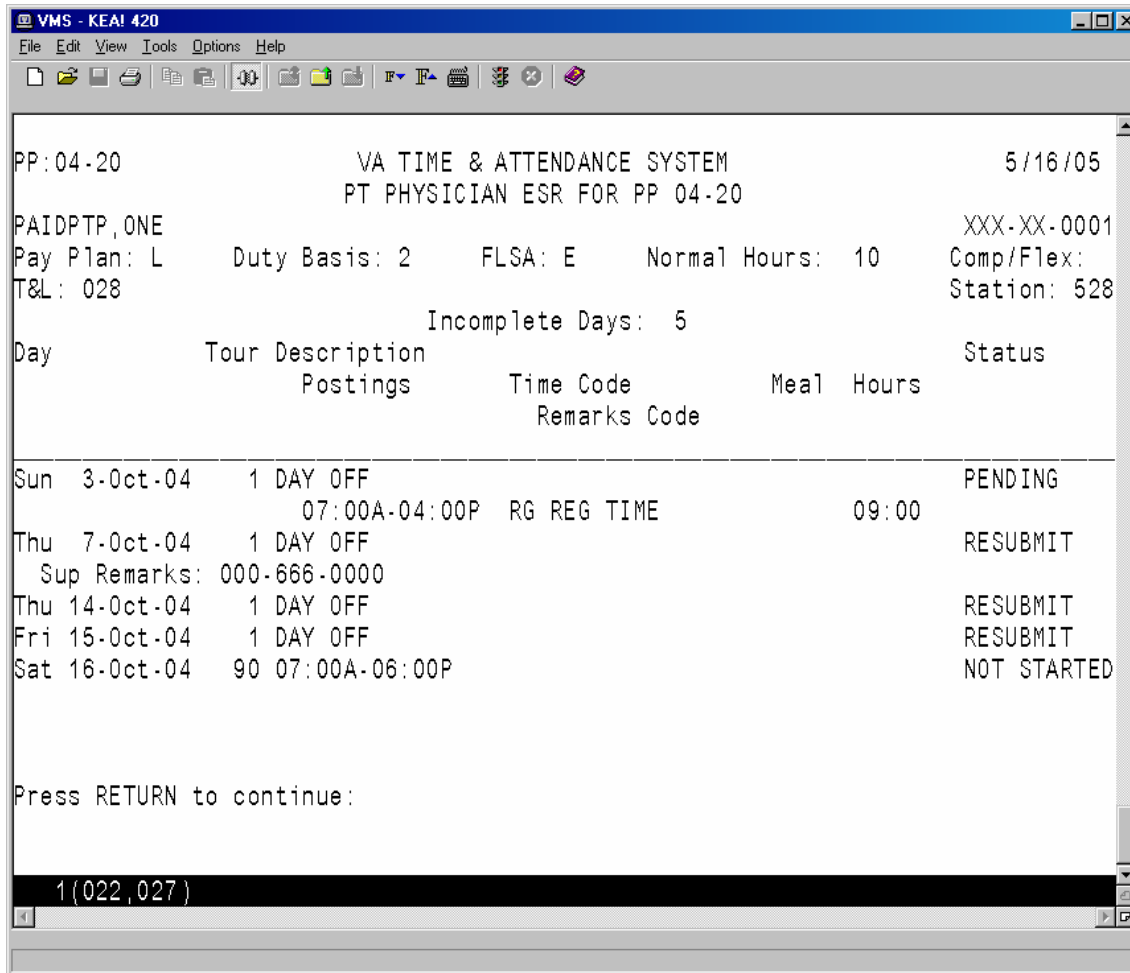 VMS - KEA! 420
File Edit View Tools Options Help
PP:04-20 VA TIME & ATTENDANCE SYSTEM 5/16/05
PT PHYSICIAN ESR FOR PP 04-20
PAIDPTP,ONE XXX-XX-0001
Pay Plan: L Duty Basis: 2 FLSA: E Normal Hours: 10 Comp/Flex:
T&L: 028 Station: 528
Incomplete Days: 5
Day Tour Description Status
Postings Time Code Meal Hours
Remarks Code
Sun 3-Oct-04 1 DAY OFF PENDING
07:00A-04:00P RG REG TIME 09:00
Thu 7-Oct-04 1 DAY OFF RESUBMIT
Sup Remarks: 000-666-0000
Thu 14-Oct-04 1 DAY OFF RESUBMIT
Fri 15-Oct-04 1 DAY OFF RESUBMIT
Sat 16-Oct-04 90 07:00A-06:00P NOT STARTED
Press RETURN to continue:
1(022,027)